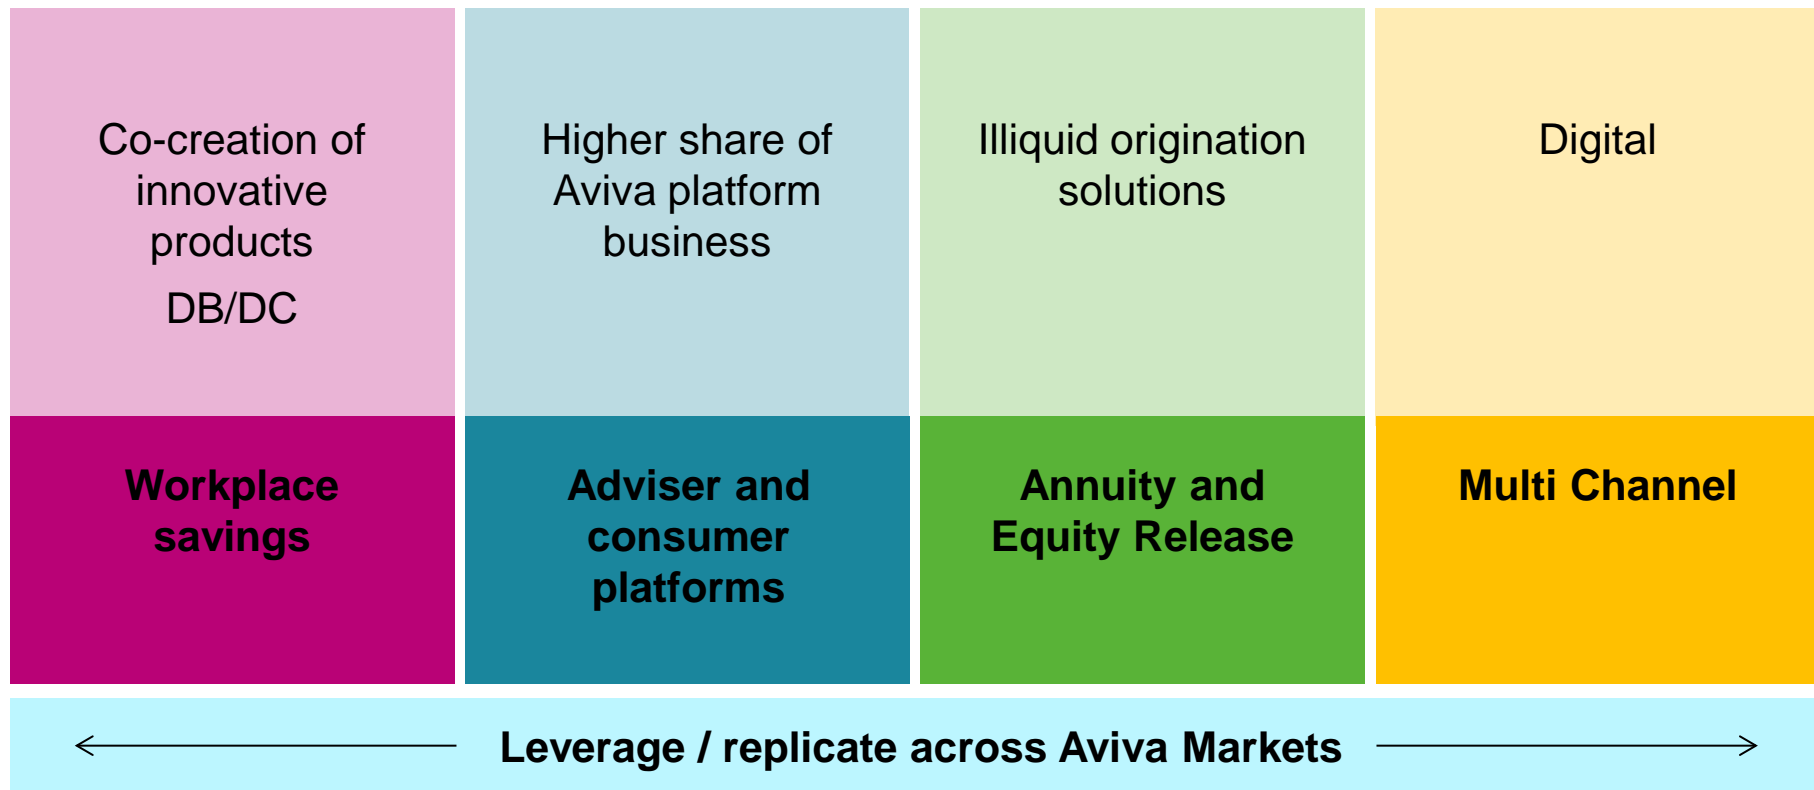 Co-creation of
innovative
products
DB/DC
Higher share of
Aviva platform
business
Illiquid origination
solutions
Digital
Workplace
savings
Adviser and
consumer
platforms
Annuity and
Equity Release
Multi Channel
Leverage / replicate across Aviva Markets